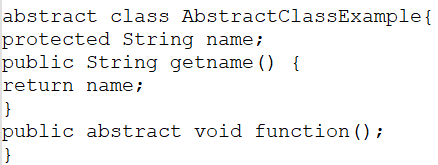 abstract class AbstractClassExample{
protected String name;
public String getname() {
return name;
}
public abstract void function();
}